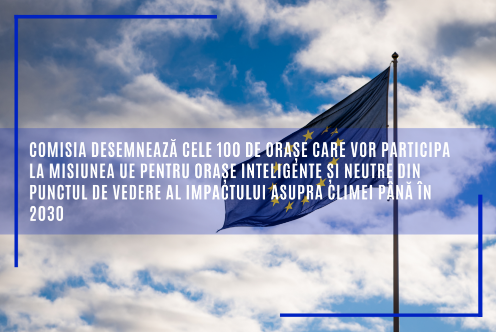 COMISIA DESEMNEAZĂ CELE 100 DE ORAȘE CARE VOR PARTICIPA
LA MISIUNEA UE PENTRU ORAȘE INTELIGENTE ȘI NEUTRE DIN
PUNCTUL DE VEDERE AL IMPACTULUI ASUPRA CLIMEI PÂNĂ ÎN
2030